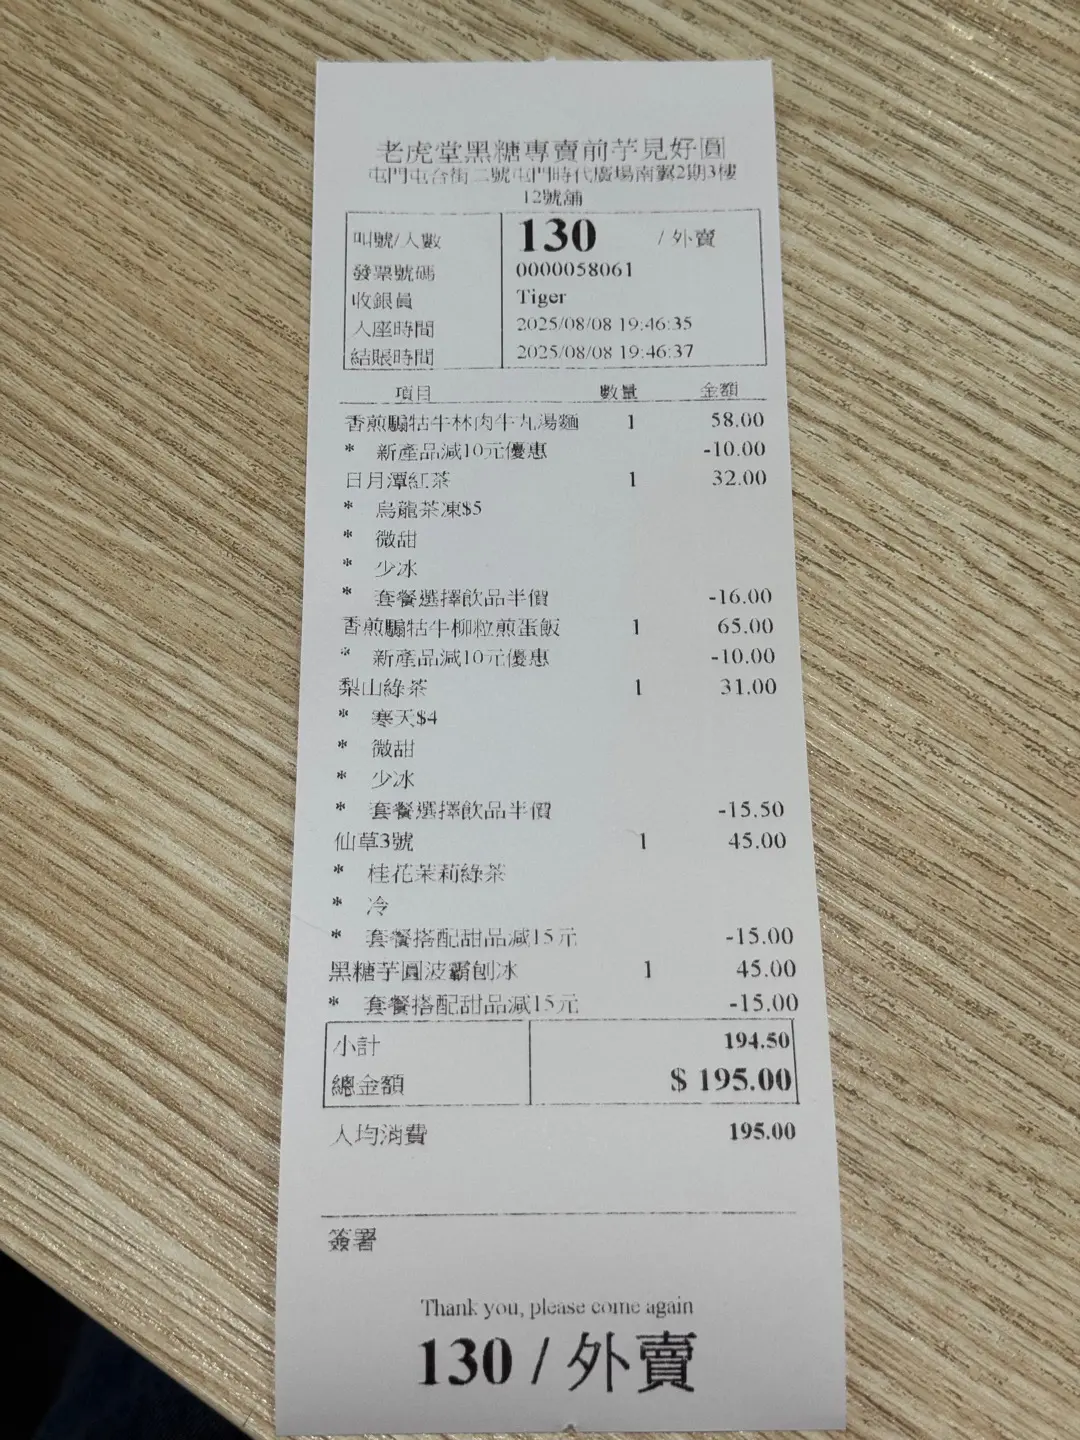 老虎堂黑糖專賣前芋見好圓
屯門屯合街二號屯門時代廣場南翼2期3樓
12號舖
叫號/人數 130 /外賣
發票號碼 0000058061
收銀員 Tiger
入座時間 2025/08/08 19:46:35
結賬時間 2025/08/08 19:46:37
項目 數量 金額
香煎騸牯牛林肉牛丸湯麵 1 58.00
* 新產品減10元優惠 -10.00
日月潭紅茶 1 32.00
* 烏龍茶凍$5
* 微甜
* 少冰
* 套餐選擇飲品半價 -16.00
香煎騸牯牛柳粒煎蛋飯 1 65.00
* 新產品減10元優惠 -10.00
梨山綠茶 1 31.00
* 寒天$4
* 微甜
* 少冰
* 套餐選擇飲品半價 -15.50
仙草3號 1 45.00
* 桂花茉莉綠茶
* 冷
* 套餐搭配甜品減15元 -15.00
黑糖芋圓波霸刨冰 1 45.00
* 套餐搭配甜品減15元 -15.00
小計 194.50
總金額 $ 195.00
人均消費 195.00
簽署
Thank you, please come again
130 / 外賣